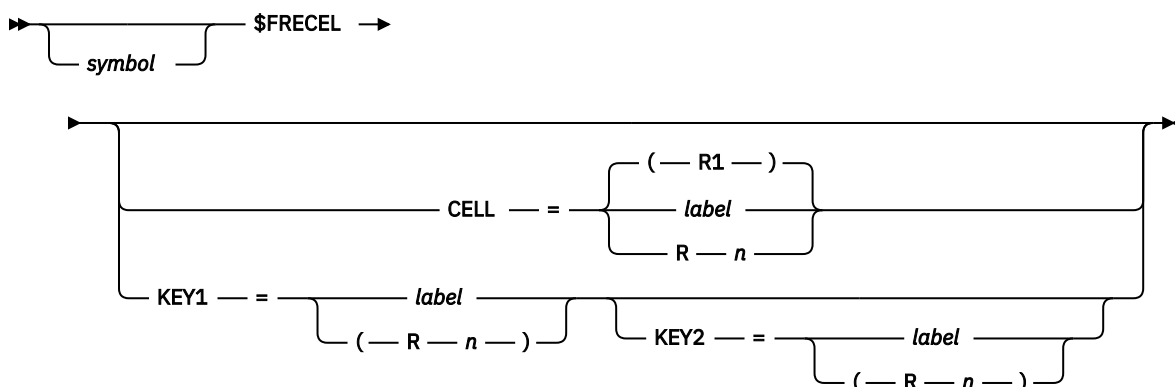 $FRECEL
symbol
( R1 )
CELL = label
R n
KEY1 = label
( R n )
KEY2 = label
( R n )